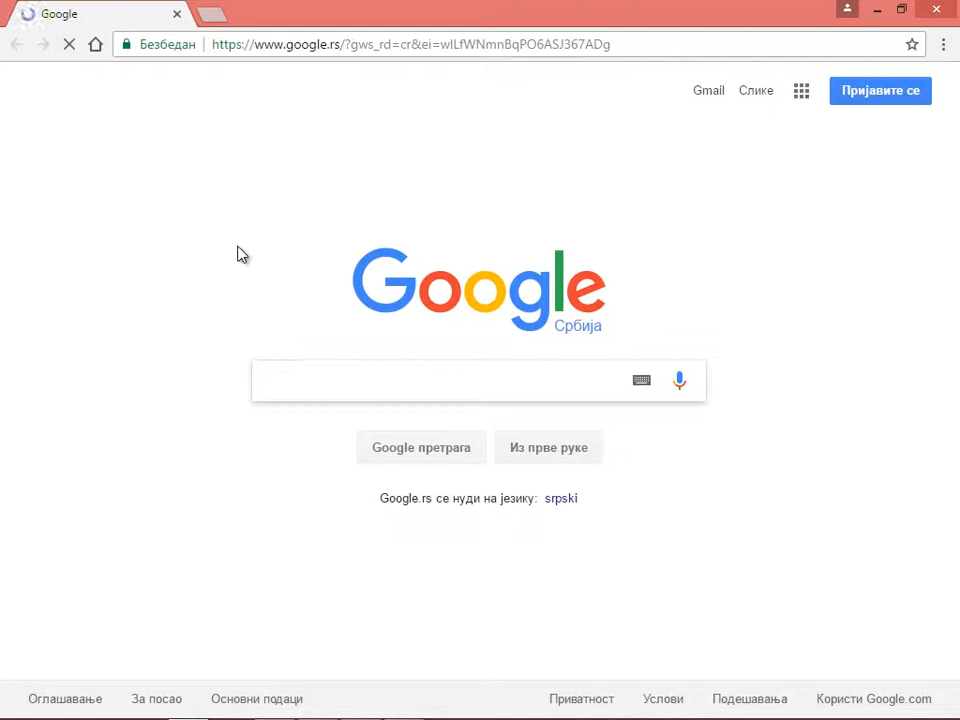 Google
Безбедан
https://www.google.rs/?gws_rd=cr&ei=wlLfWNmnBqPO6ASJ367ADg
Gmail Слике Пријавите се
Google
Србија
Google претрага Из прве руке
Google.rs се нуди на језику: srpski
Оглашавање За посао Основни подаци Приватност Услови Подешавања Користи Google.com